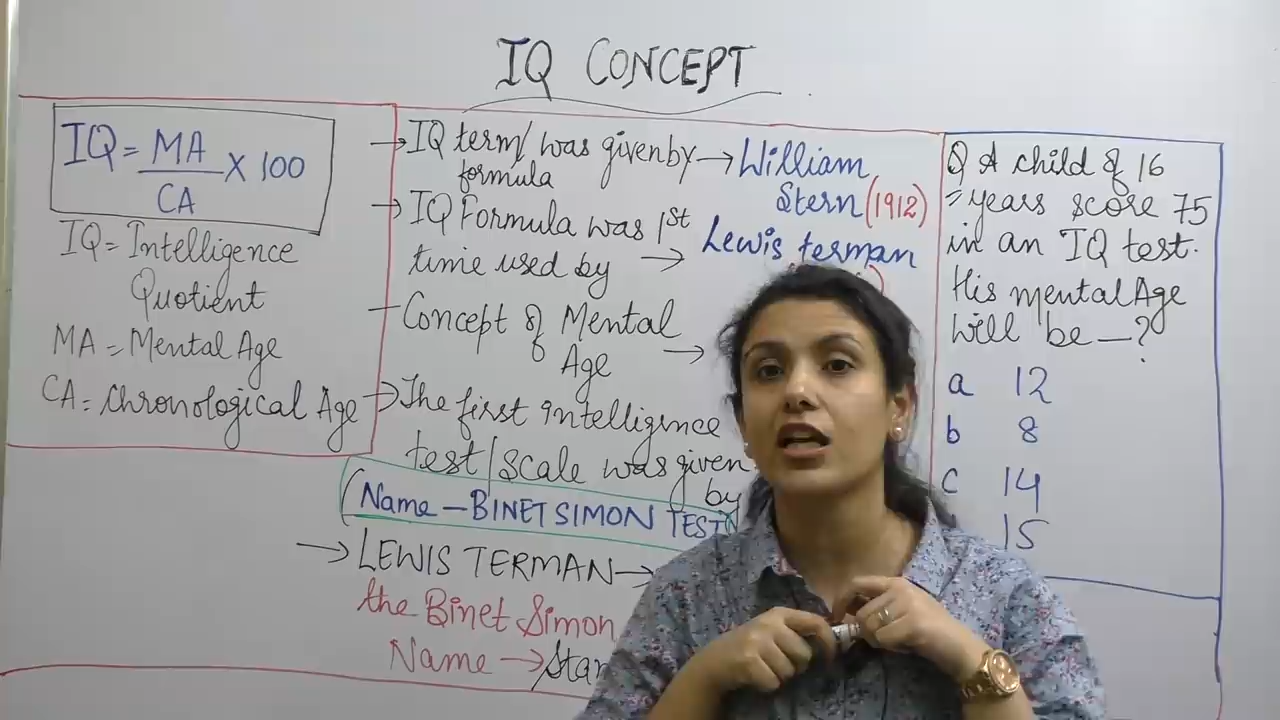 IQ CONCEPT
IQ = MA / CA X 100
IQ = Intelligence
Quotient
MA = Mental Age
CA = Chronological Age
→ IQ term/ was given by → William
formula
Stern (1912)
→ IQ Formula was 1st
time used by → Lewis terman
)
– Concept of Mental
Age →
→ The first intelligence
test/scale was given
by
(Name – BINET SIMON TEST
→ LEWIS TERMAN →
the Binet Simon
Name → Stan
Q A child of 16
years score 75
in an IQ test.
His mental Age
will be — ?
a 12
b 8
c 14
15